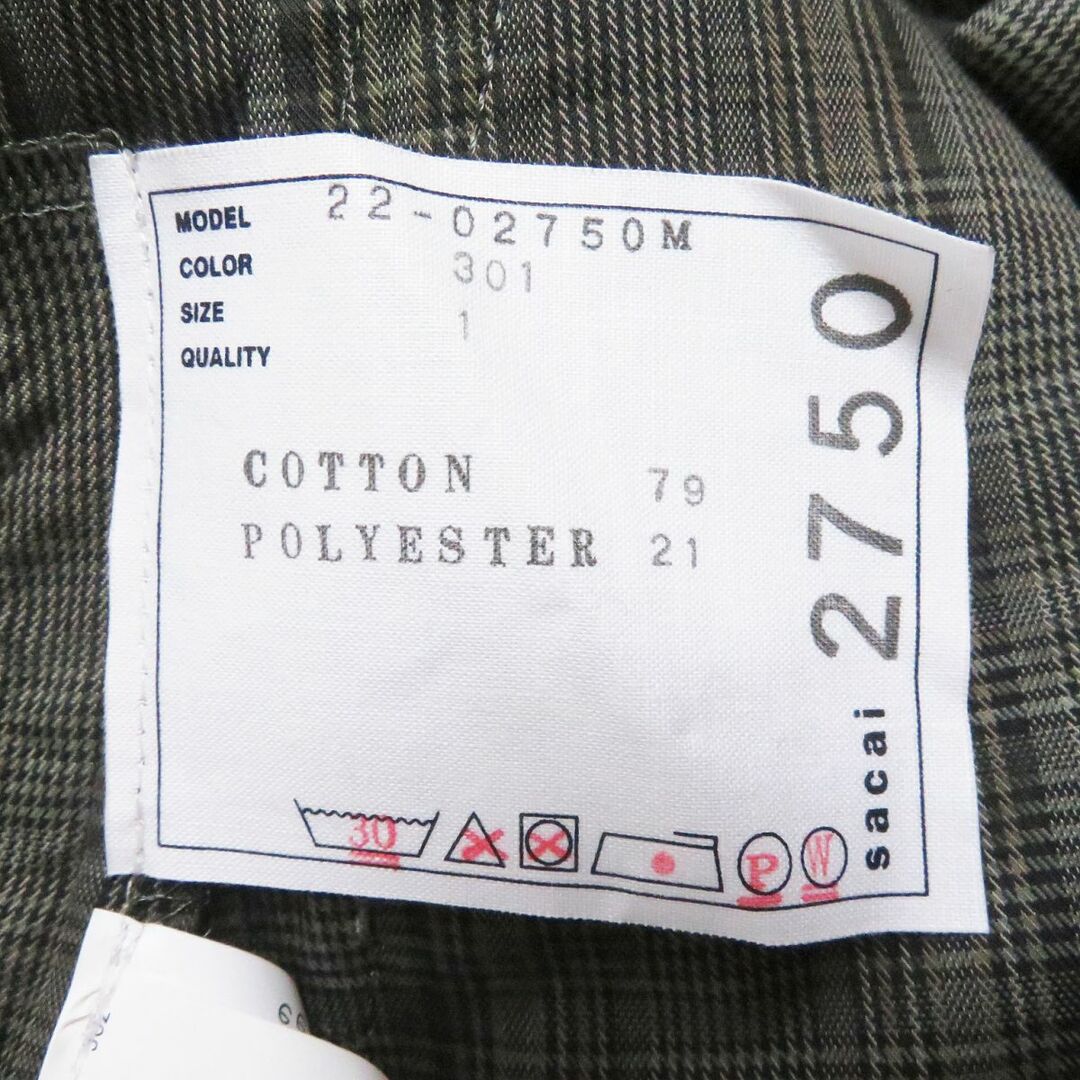 MODEL 22-02750M
COLOR 301
SIZE 1
QUALITY
COTTON 79
POLYESTER 21
sacai 2750
30 P W